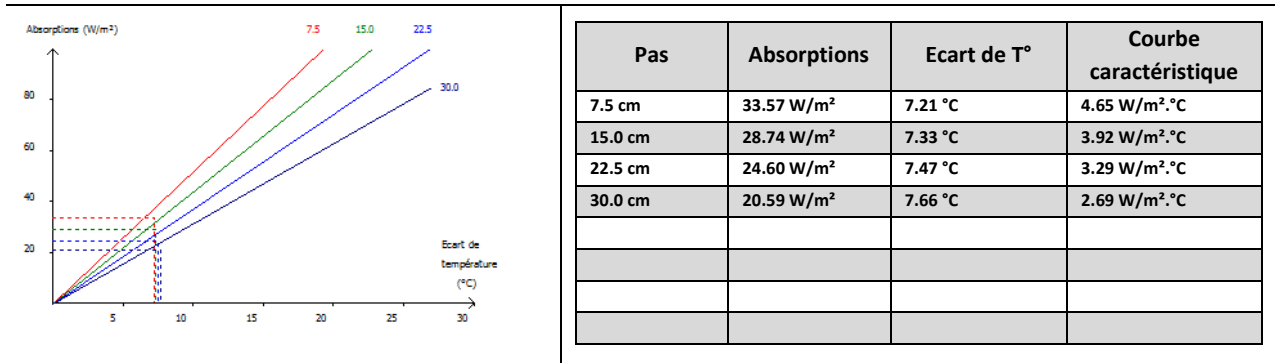 Absorptions (W/m²)
7.5 15.0 22.5
30.0
80
60
40
20
Ecart de
température
(°C)
5 10 15 20 25 30
Pas Absorptions Ecart de T° Courbe
caractéristique
7.5 cm 33.57 W/m² 7.21 °C 4.65 W/m².°C
15.0 cm 28.74 W/m² 7.33 °C 3.92 W/m².°C
22.5 cm 24.60 W/m² 7.47 °C 3.29 W/m².°C
30.0 cm 20.59 W/m² 7.66 °C 2.69 W/m².°C